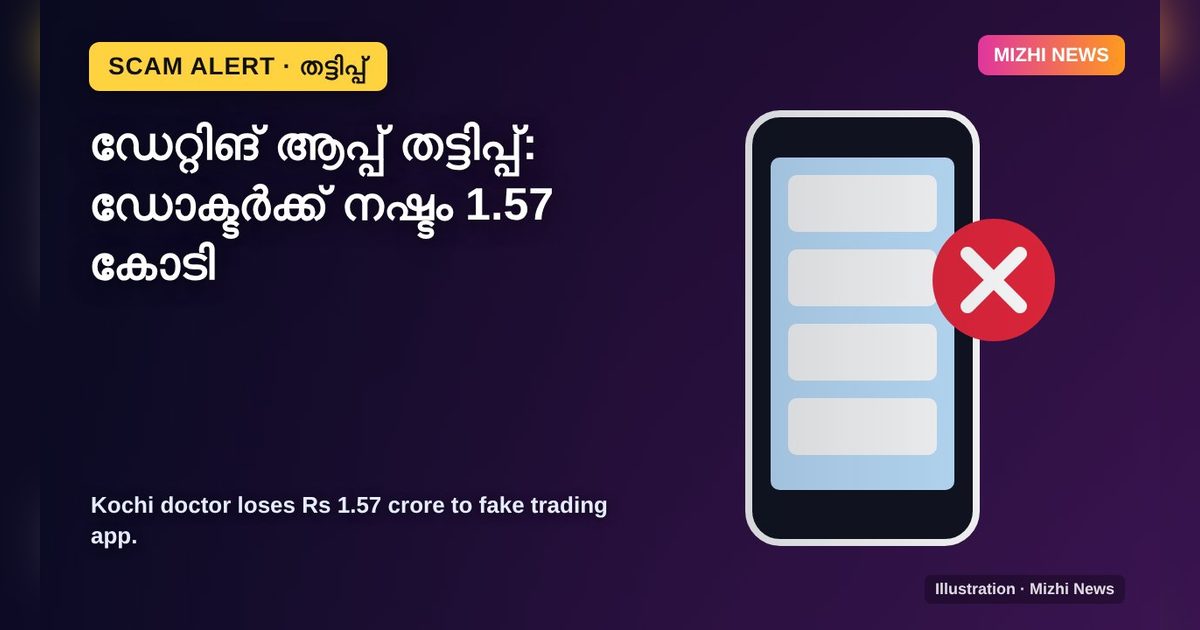 SCAM ALERT · തട്ടിപ്പ്
MIZHI NEWS
ഡേറ്റിങ് ആപ്പ് തട്ടിപ്പ്:
ഡോക്ടർക്ക് നഷ്ടം 1.57
കോടി
Kochi doctor loses Rs 1.57 crore to fake trading
app.
Illustration · Mizhi News